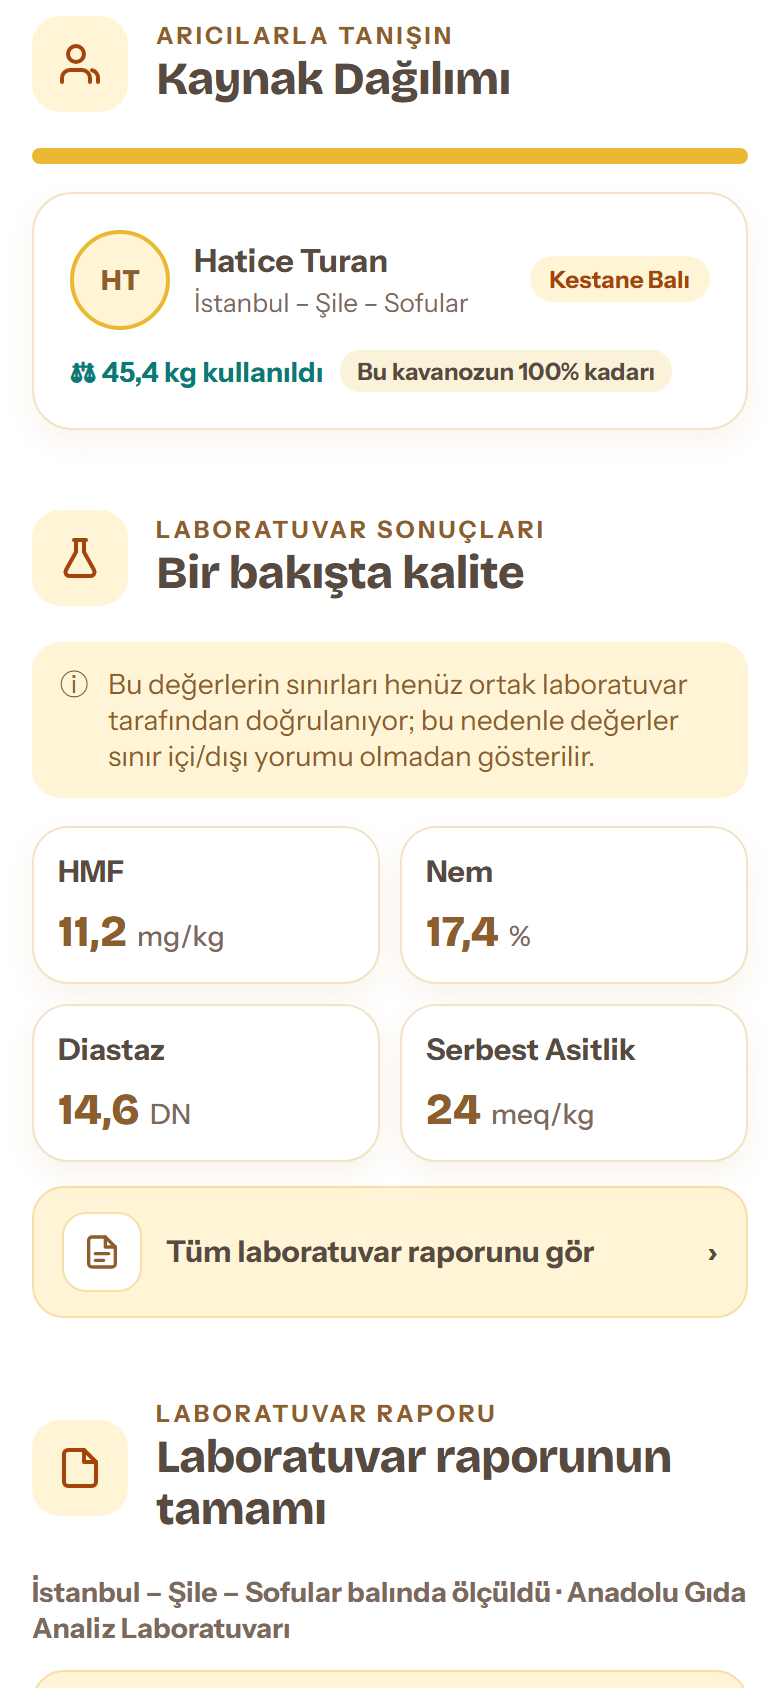 ARICILARLA TANIŞIN
Kaynak Dağılımı
HT
Hatice Turan
İstanbul – Şile – Sofular
Kestane Balı
45,4 kg kullanıldı
Bu kavanozun 100% kadarı
LABORATUVAR SONUÇLARI
Bir bakışta kalite
Bu değerlerin sınırları henüz ortak laboratuvar
tarafından doğrulanıyor; bu nedenle değerler
sınır içi/dışı yorumu olmadan gösterilir.
HMF
11,2 mg/kg
Nem
17,4 %
Diastaz
14,6 DN
Serbest Asitlik
24 meq/kg
Tüm laboratuvar raporunu gör ›
LABORATUVAR RAPORU
Laboratuvar raporunun
tamamı
İstanbul – Şile – Sofular balında ölçüldü · Anadolu Gıda
Analiz Laboratuvarı